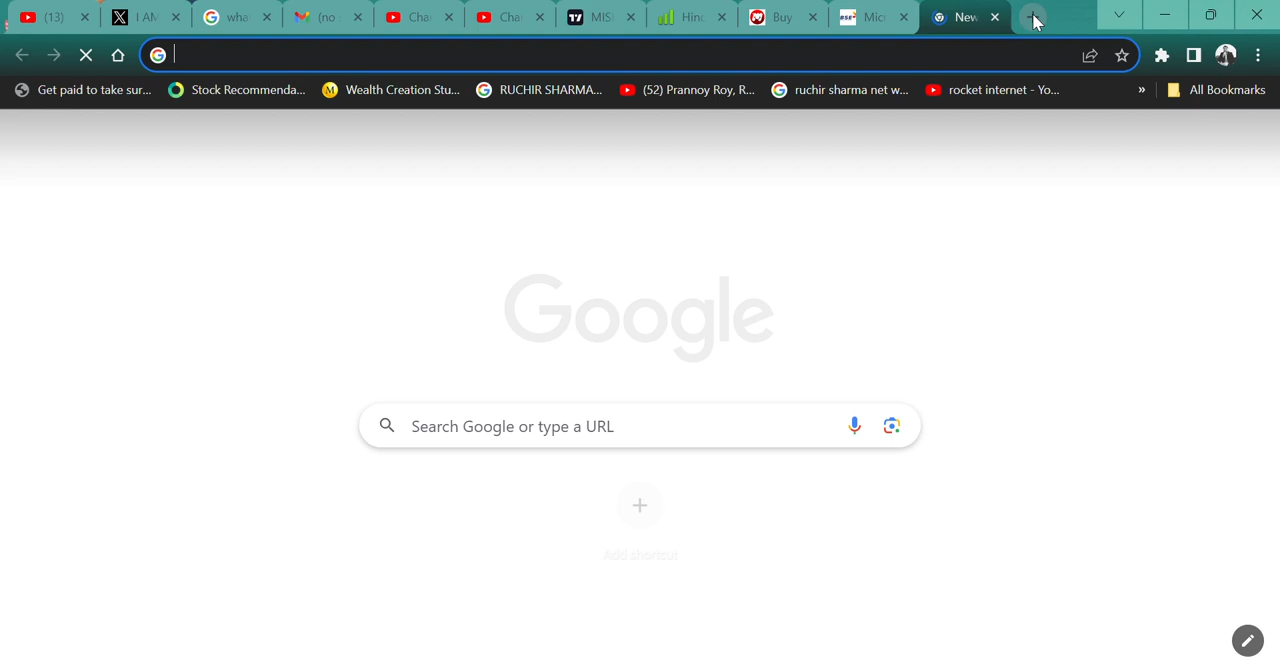 (13) I AM wha (no Cha Cha MIS Hind Buy Micr New
Get paid to take sur... Stock Recommenda... Wealth Creation Stu... RUCHIR SHARMA... (52) Prannoy Roy, R... ruchir sharma net w... rocket internet - Yo... » All Bookmarks
Google
Search Google or type a URL
Add shortcut